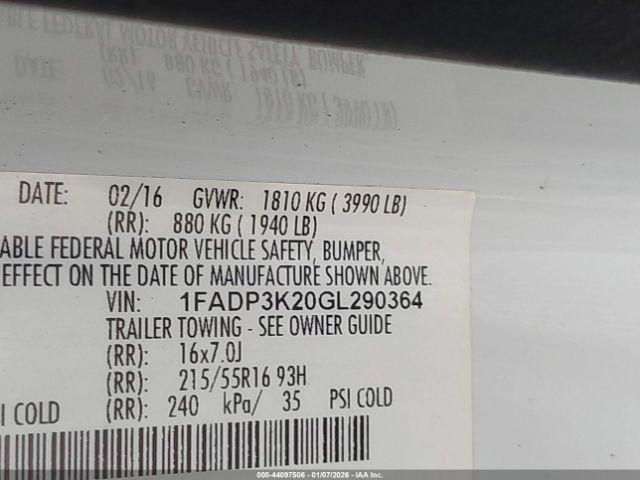 DATE: 02/16 GVWR: 1810 KG ( 3990 LB)
(RR): 880 KG ( 1940 LB)
ABLE FEDERAL MOTOR VEHICLE SAFETY, BUMPER,
EFFECT ON THE DATE OF MANUFACTURE SHOWN ABOVE.
VIN: 1FADP3K20GL290364
TRAILER TOWING - SEE OWNER GUIDE
(RR): 16x7.0J
(RR): 215/55R16 93H
I COLD (RR): 240 kPa/ 35 PSI COLD
© 2000-44097506 - 01/07/2026 - IAA Inc.